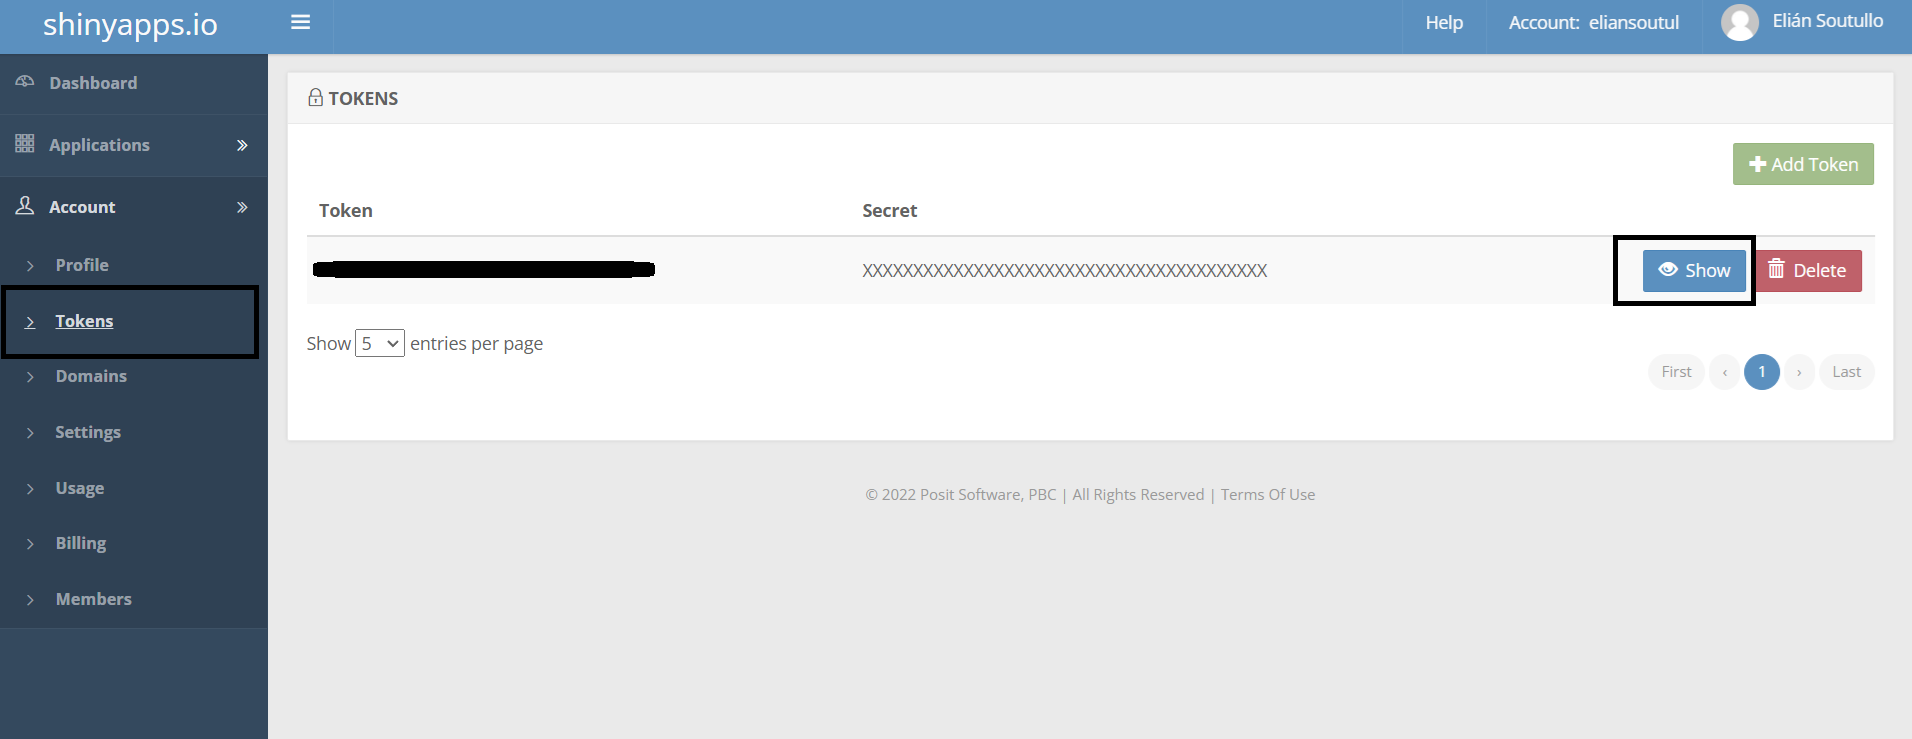 shinyapps.io
Help
Account: eliansoutul
Elián Soutullo
Dashboard
Applications
Account
Profile
Tokens
Domains
Settings
Usage
Billing
Members
TOKENS
Add Token
Token Secret
XXXXXXXXXXXXXXXXXXXXXXXXXXXXXXXXXXXXXXXX
Show
Delete
Show 5 entries per page
First ‹ 1 › Last
© 2022 Posit Software, PBC | All Rights Reserved | Terms Of Use